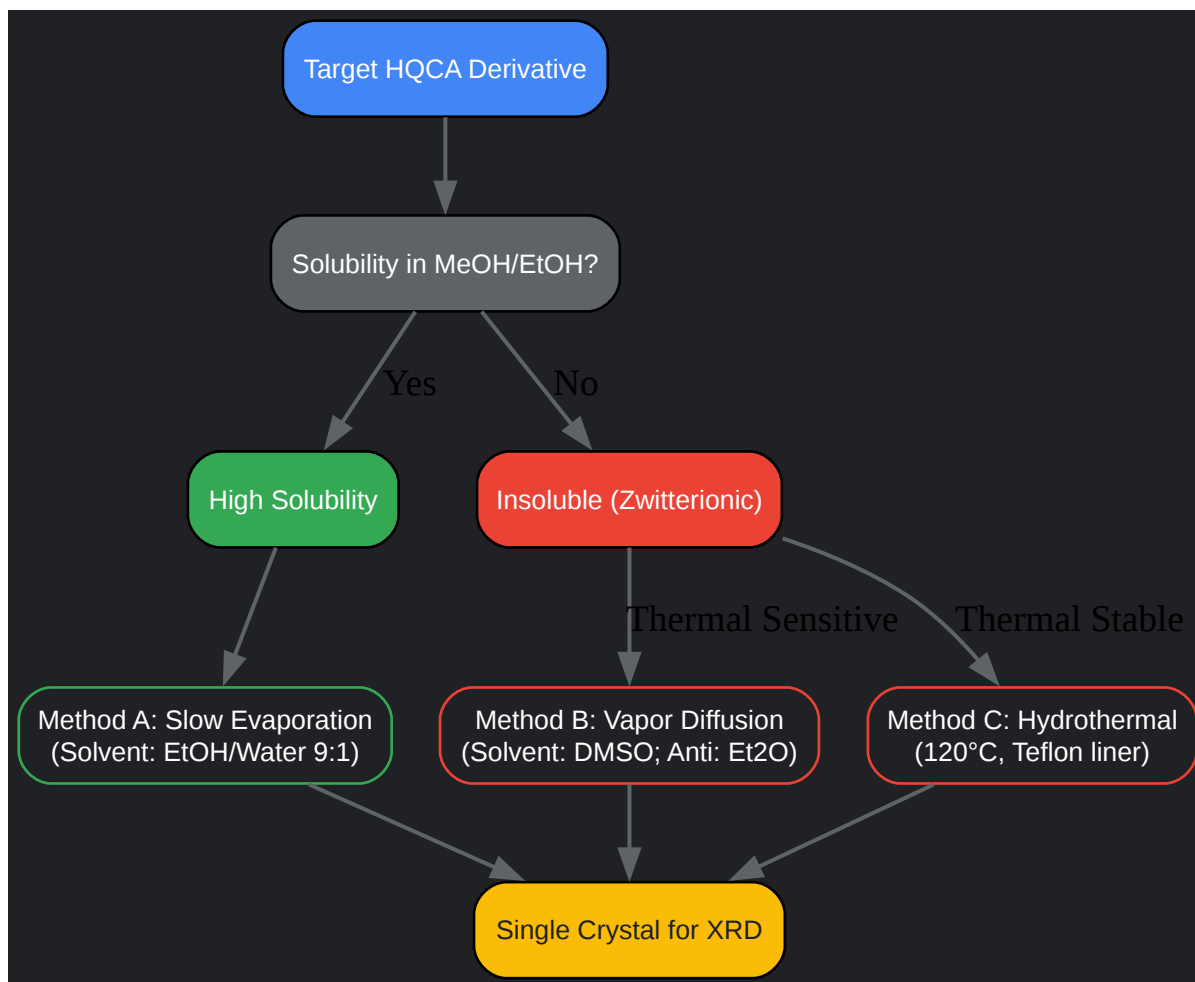 Target HQCA Derivative
Solubility in MeOH/EtOH?
Yes
No
High Solubility
Insoluble (Zwitterionic)
Thermal Sensitive
Thermal Stable
Method A: Slow Evaporation
(Solvent: EtOH/Water 9:1)
Method B: Vapor Diffusion
(Solvent: DMSO; Anti: Et2O)
Method C: Hydrothermal
(120°C, Teflon liner)
Single Crystal for XRD